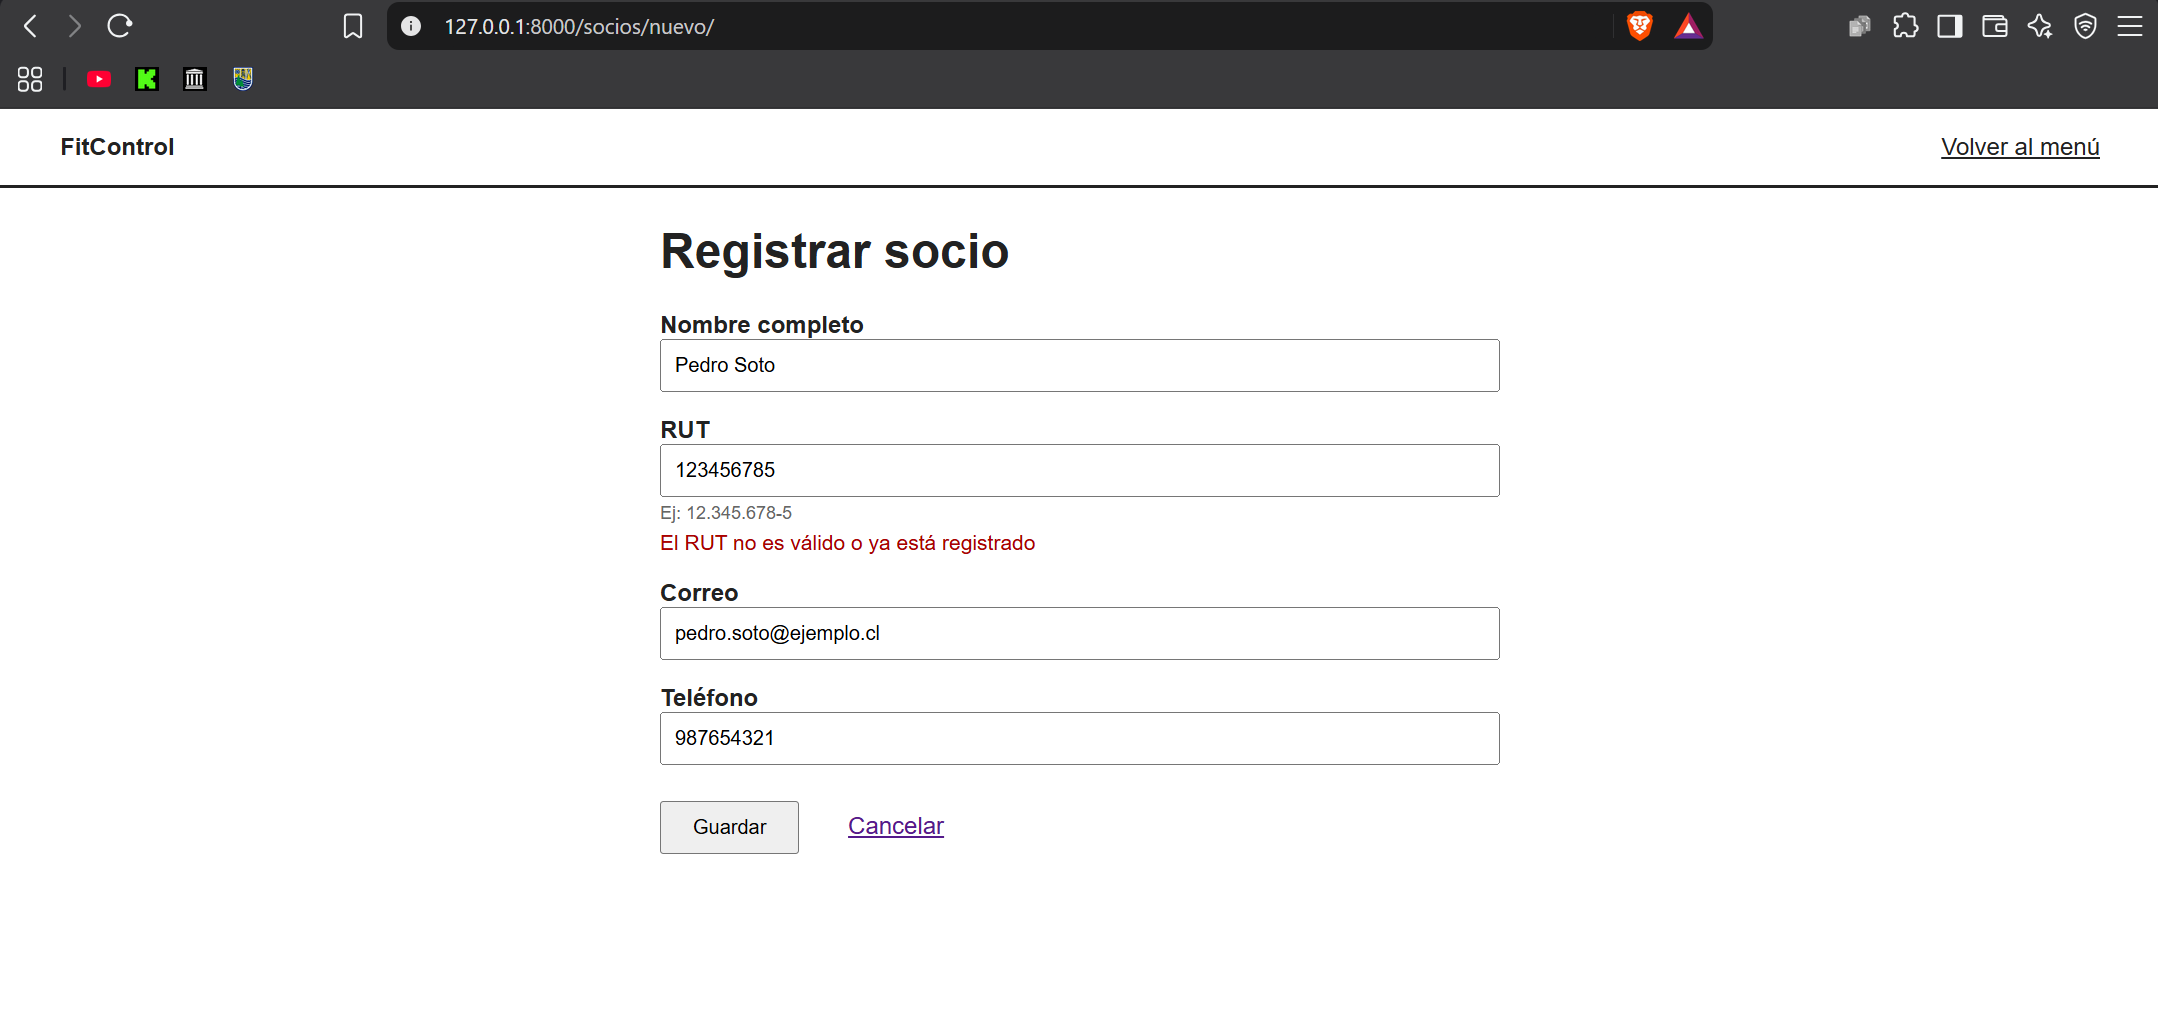 127.0.0.1:8000/socios/nuevo/
FitControl
Volver al menú
Registrar socio
Nombre completo
Pedro Soto
RUT
123456785
Ej: 12.345.678-5
El RUT no es válido o ya está registrado
Correo
pedro.soto@ejemplo.cl
Teléfono
987654321
Guardar
Cancelar